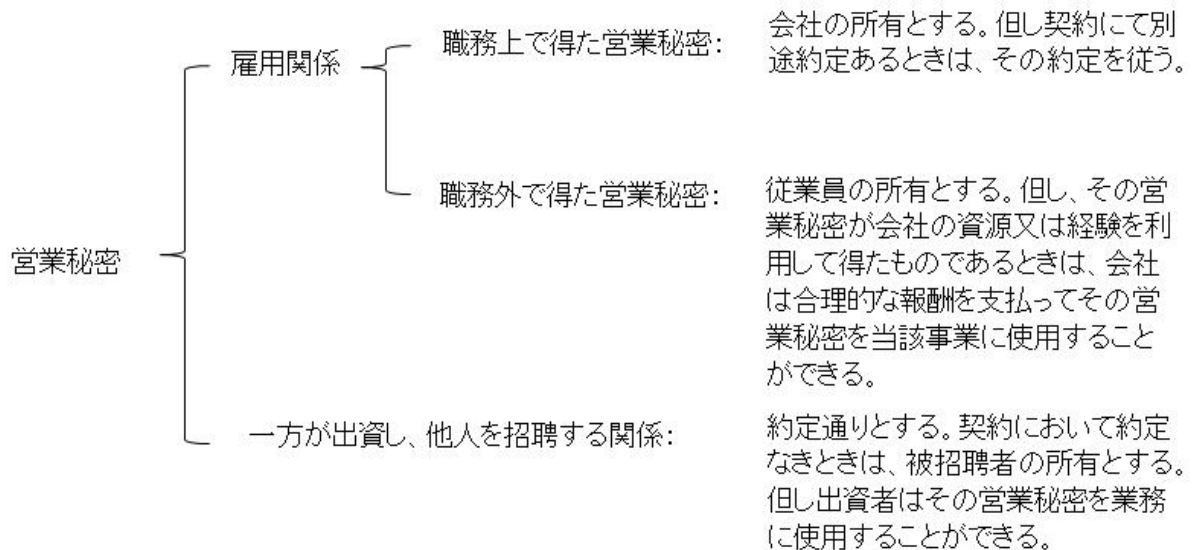 営業秘密
雇用関係
職務上で得た営業秘密：
会社の所有とする。但し契約にて別
途約定あるときは、その約定を従う。
職務外で得た営業秘密：
従業員の所有とする。但し、その営
業秘密が会社の資源又は経験を利
用して得たものであるときは、会社
は合理的な報酬を支払ってその営
業秘密を当該事業に使用すること
ができる。
一方が出資し、他人を招聘する関係：
約定通りとする。契約において約定
なきときは、被招聘者の所有とする。
但し出資者はその営業秘密を業務
に使用することができる。